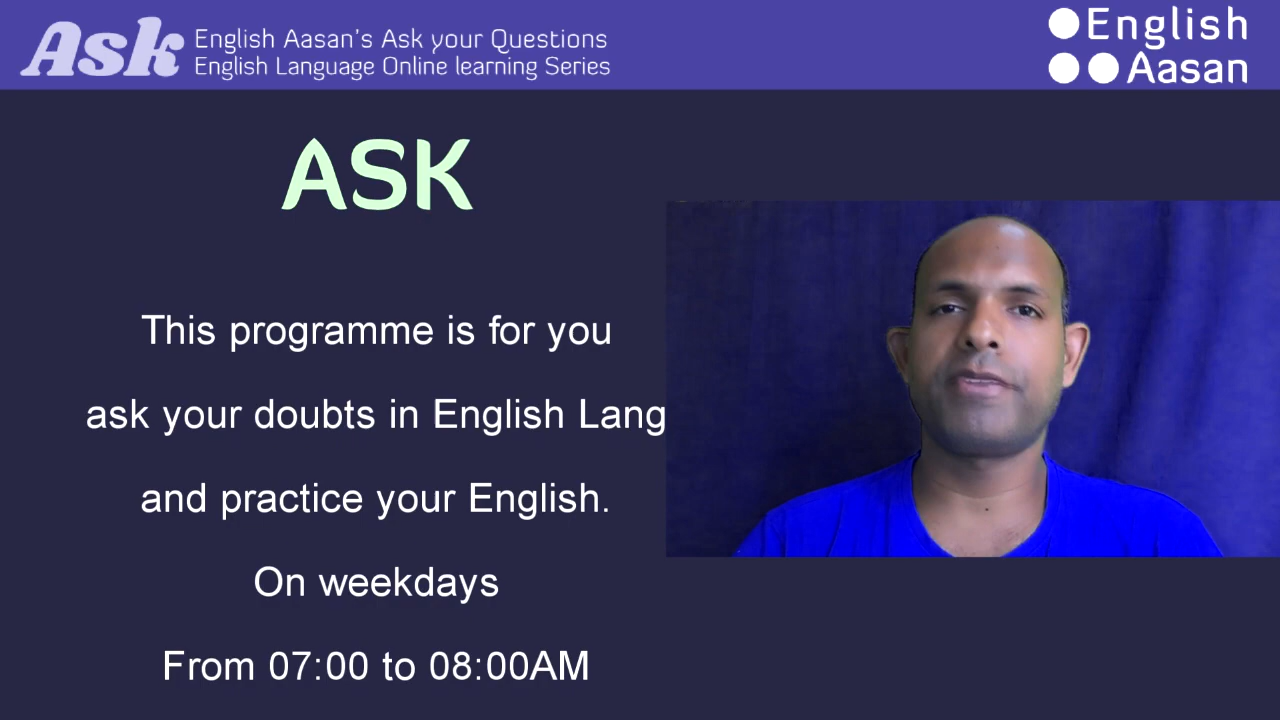 Ask
English Aasan's Ask your Questions
English Language Online learning Series
English
Aasan
ASK
This programme is for you
ask your doubts in English Lang
and practice your English.
On weekdays
From 07:00 to 08:00AM